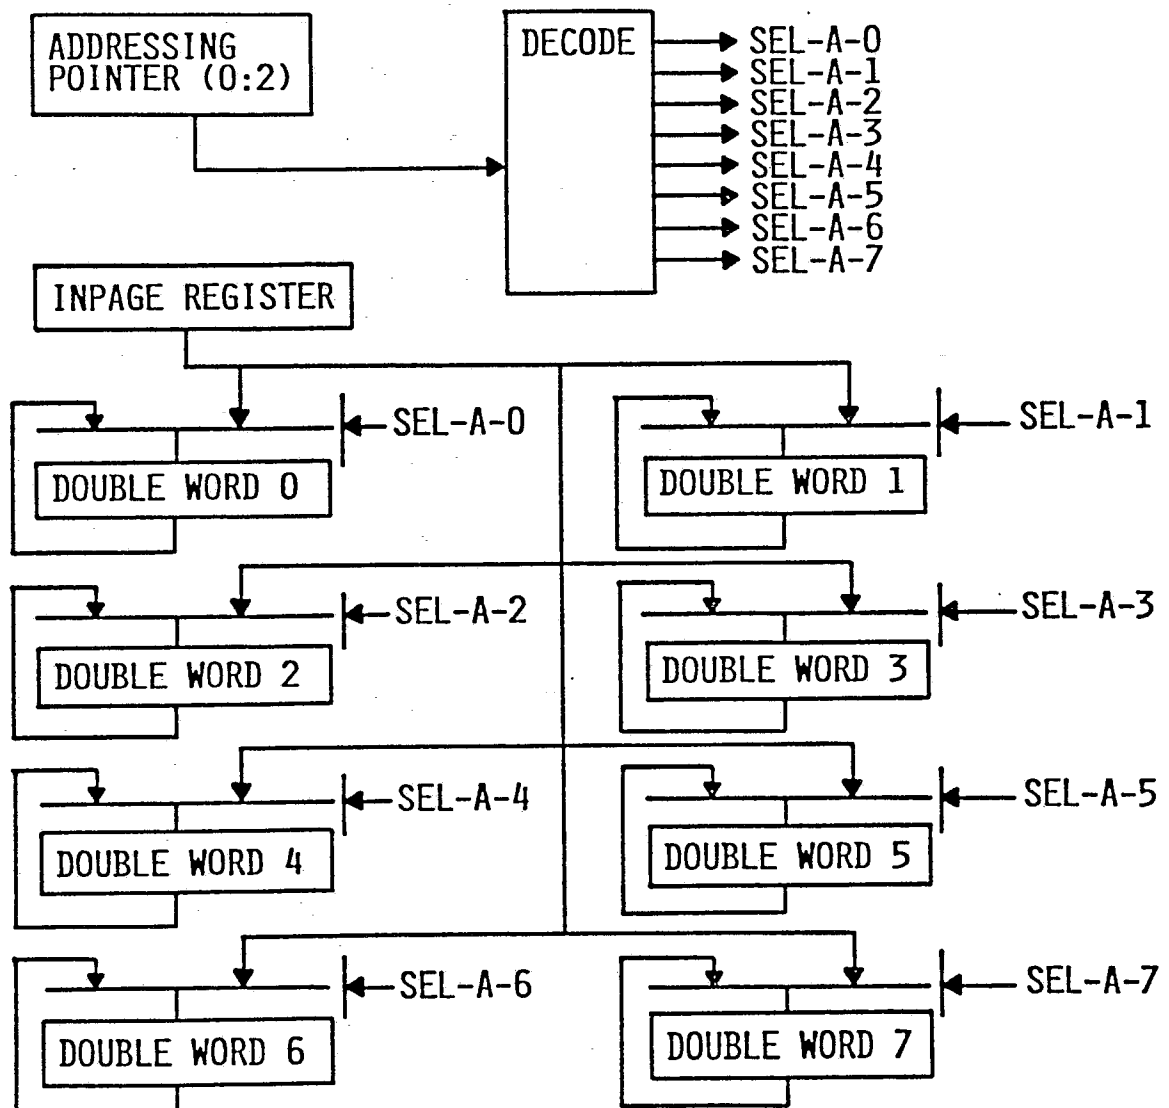 ADDRESSING
POINTER (0:2)
DECODE
SEL-A-0
SEL-A-1
SEL-A-2
SEL-A-3
SEL-A-4
SEL-A-5
SEL-A-6
SEL-A-7
INPAGE REGISTER
SEL-A-0
DOUBLE WORD 0
SEL-A-1
DOUBLE WORD 1
SEL-A-2
DOUBLE WORD 2
SEL-A-3
DOUBLE WORD 3
SEL-A-4
DOUBLE WORD 4
SEL-A-5
DOUBLE WORD 5
SEL-A-6
DOUBLE WORD 6
SEL-A-7
DOUBLE WORD 7